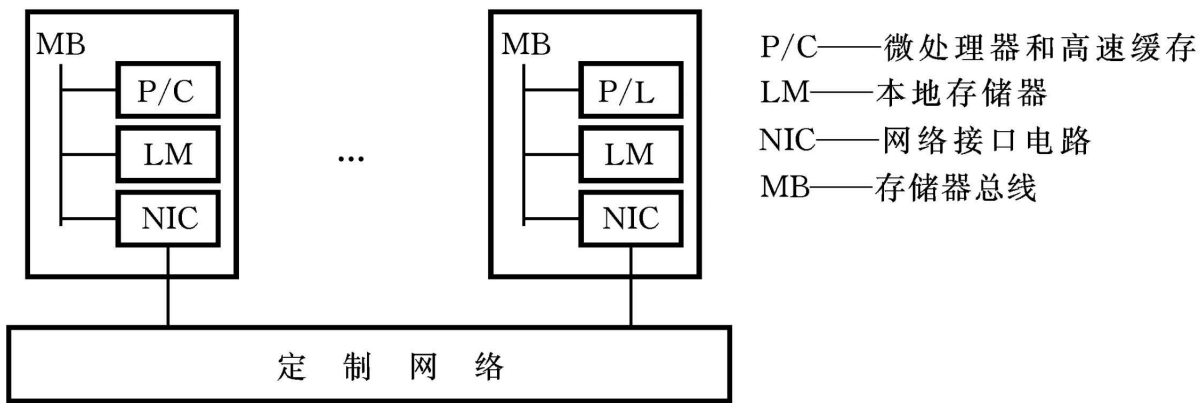 MB
P/C
LM
NIC
...
MB
P/L
LM
NIC
定制网络
P/C——微处理器和高速缓存
LM——本地存储器
NIC——网络接口电路
MB——存储器总线